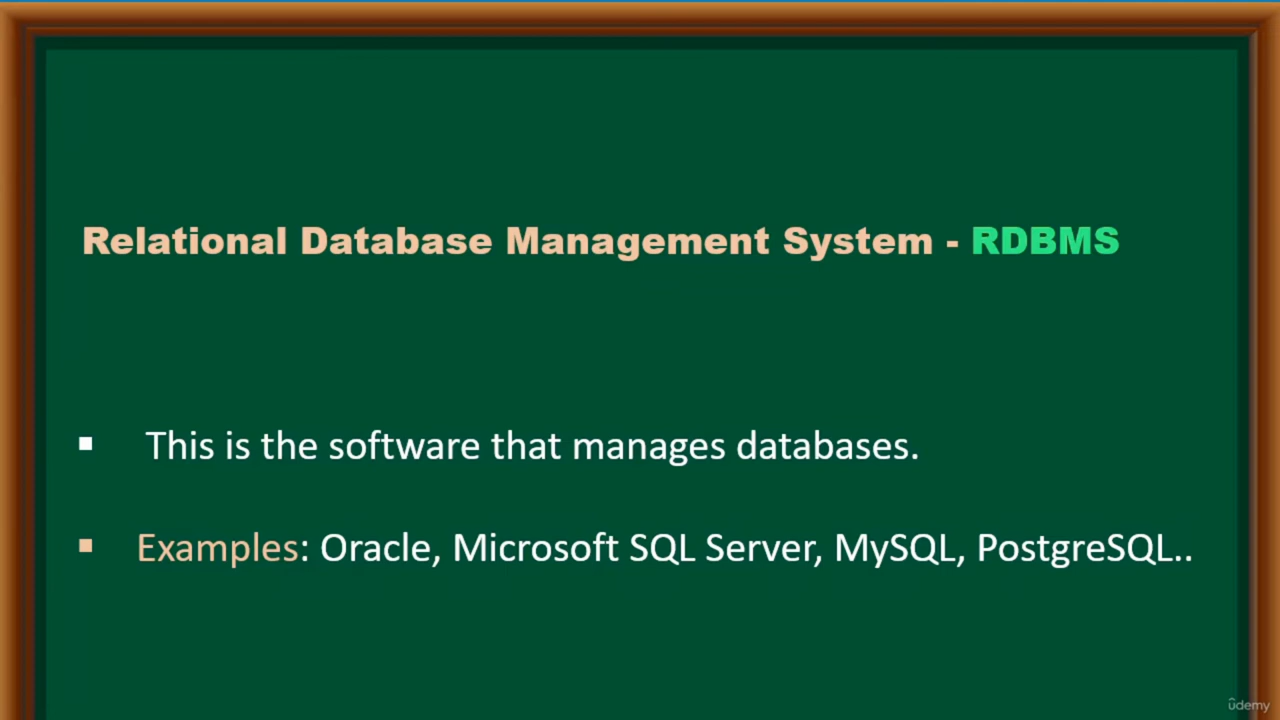 Relational Database Management System - RDBMS
This is the software that manages databases.
Examples: Oracle, Microsoft SQL Server, MySQL, PostgreSQL..
ûdemy